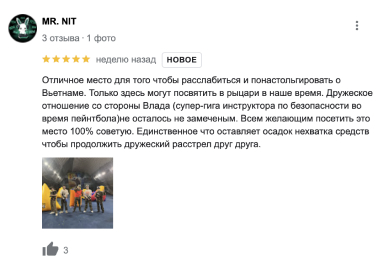 MR. NIT
3 отзыва · 1 фото
неделю назад НОВОЕ
Отличное место для того чтобы расслабиться и понастольгировать о
Вьетнаме. Только здесь могут посвятить в рыцари в наше время. Дружеское
отношение со стороны Влада (супер-гига инструктора по безопасности во
время пейнтбола)не осталось не замеченым. Всем желающим посетить это
место 100% советую. Единственное что оставляет осадок нехватка средств
чтобы продолжить дружеский расстрел друг друга.
3